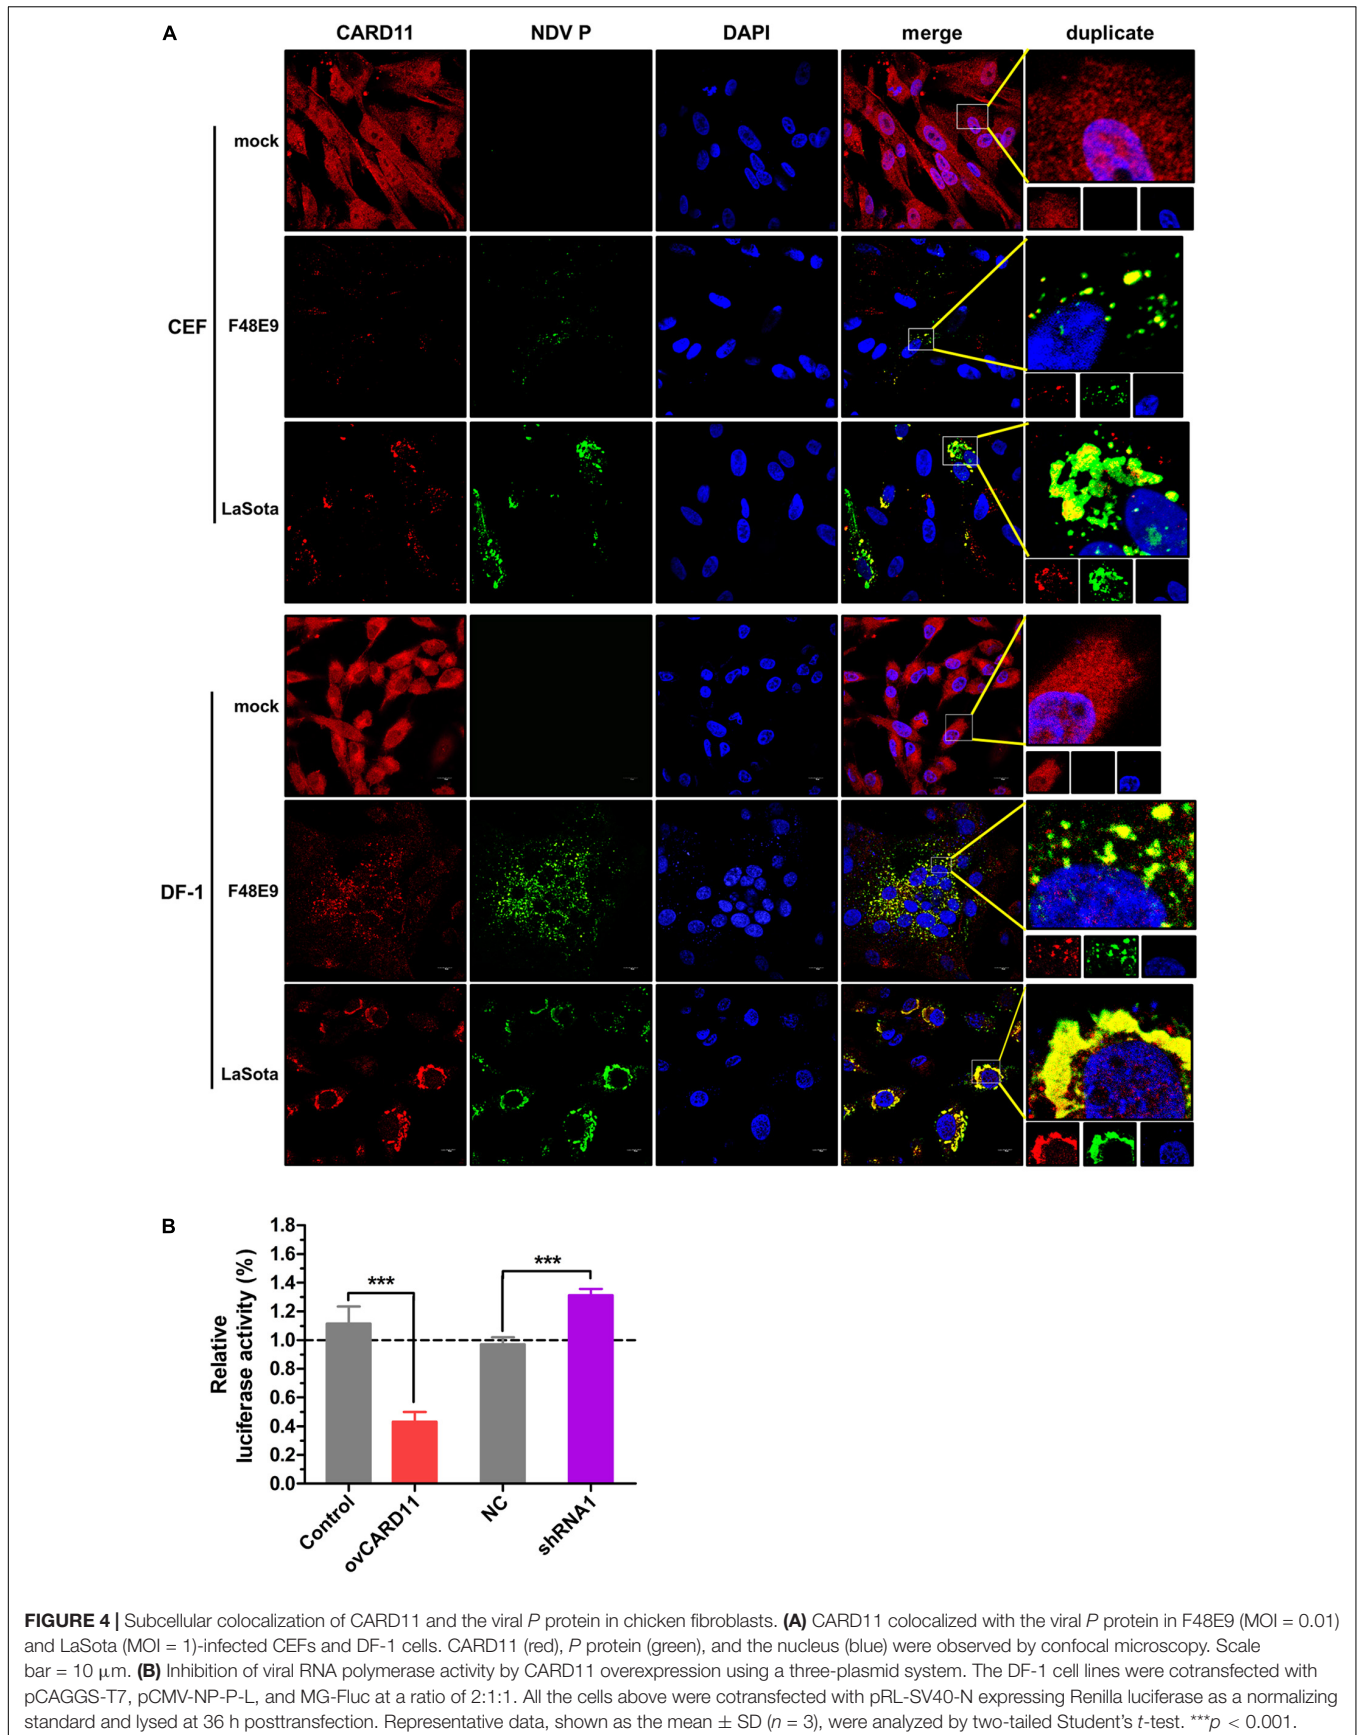 A
CARD11 NDV P DAPI merge duplicate
mock
CEF
F48E9
LaSota
mock
DF-1
F48E9
LaSota
B
Relative
luciferase activity (%)
1.8
1.6
1.4
1.2
1.0
0.8
0.6
0.4
0.2
0.0
***
***
Control
ovCARD11
NC
shRNA1
FIGURE 4 | Subcellular colocalization of CARD11 and the viral P protein in chicken fibroblasts. (A) CARD11 colocalized with the viral P protein in F48E9 (MOI = 0.01)
and LaSota (MOI = 1)-infected CEFs and DF-1 cells. CARD11 (red), P protein (green), and the nucleus (blue) were observed by confocal microscopy. Scale
bar = 10 μm. (B) Inhibition of viral RNA polymerase activity by CARD11 overexpression using a three-plasmid system. The DF-1 cell lines were cotransfected with
pCAGGS-T7, pCMV-NP-P-L, and MG-Fluc at a ratio of 2:1:1. All the cells above were cotransfected with pRL-SV40-N expressing Renilla luciferase as a normalizing
standard and lysed at 36 h posttransfection. Representative data, shown as the mean ± SD (n = 3), were analyzed by two-tailed Student's t-test. ***p < 0.001.